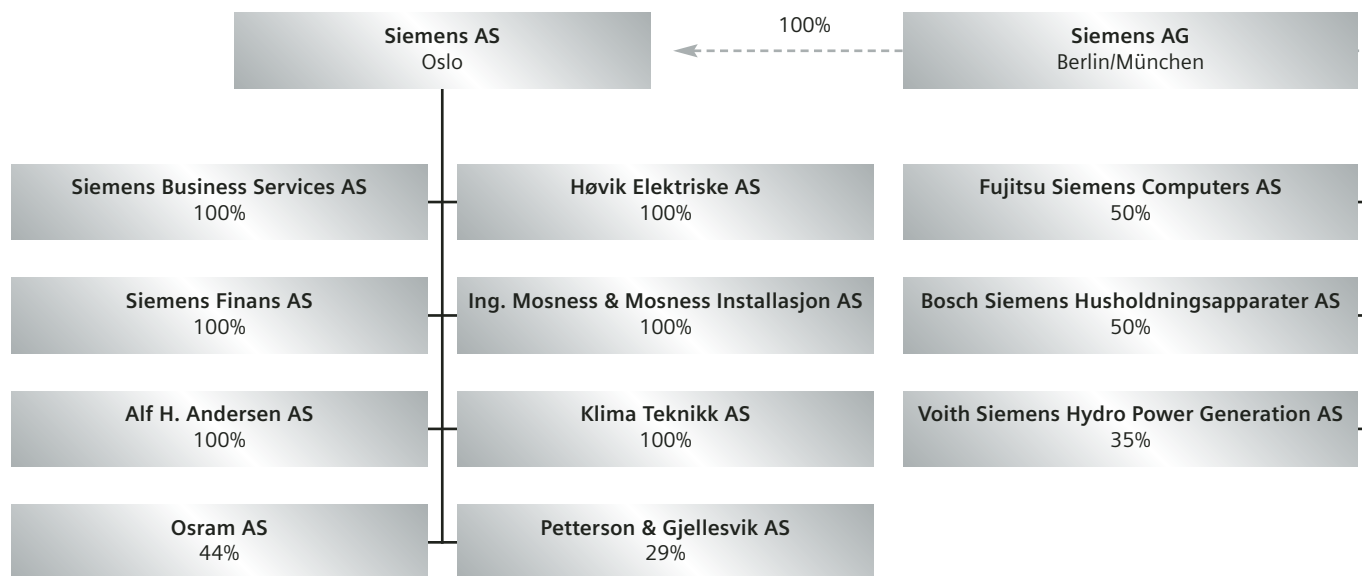 Siemens AS
Oslo
100%
Siemens AG
Berlin/München
Siemens Business Services AS
100%
Høvik Elektriske AS
100%
Fujitsu Siemens Computers AS
50%
Siemens Finans AS
100%
Ing. Mosness & Mosness Installasjon AS
100%
Bosch Siemens Husholdningsapparater AS
50%
Alf H. Andersen AS
100%
Klima Teknikk AS
100%
Voith Siemens Hydro Power Generation AS
35%
Osram AS
44%
Petterson & Gjellesvik AS
29%